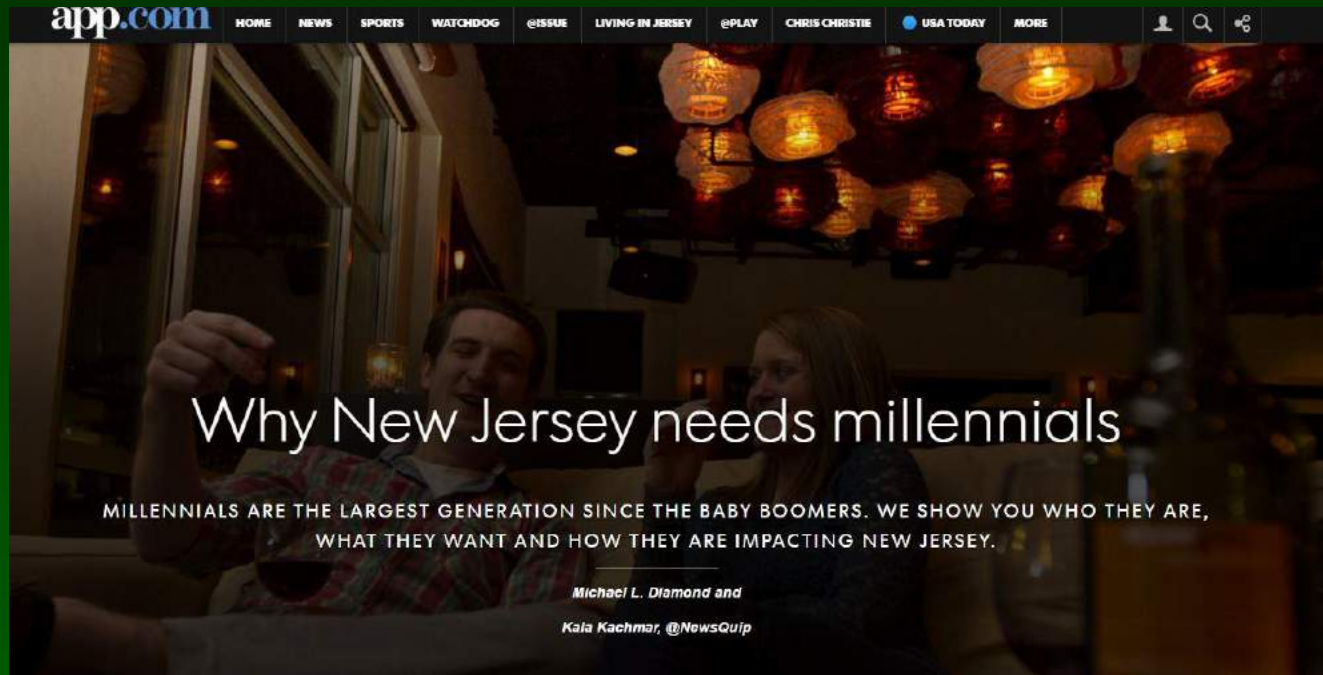 app.com HOME NEWS SPORTS WATCHDOG @ISSUE LIVING IN JERSEY @PLAY CHRIS CHRISTIE USA TODAY MORE
Why New Jersey needs millennials
MILLENNIALS ARE THE LARGEST GENERATION SINCE THE BABY BOOMERS. WE SHOW YOU WHO THEY ARE,
WHAT THEY WANT AND HOW THEY ARE IMPACTING NEW JERSEY.
Michael L. Diamond and
Kala Kachmar, @NewsQuip